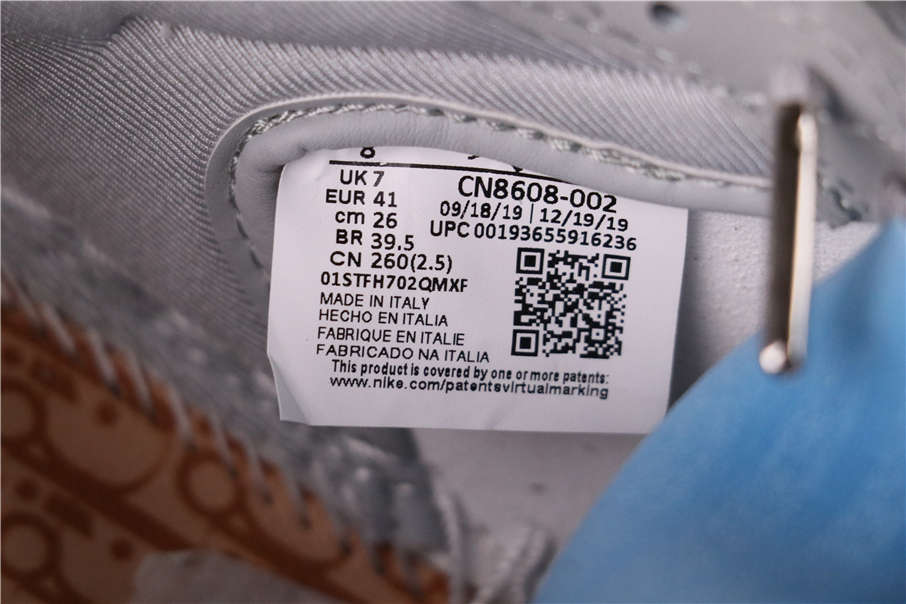 8
UK 7
EUR 41
cm 26
BR 39.5
CN 260(2.5)
01STFH702QMXF
CN8608-002
09/18/19 | 12/19/19
UPC 00193655916236
MADE IN ITALY
HECHO EN ITALIA
FABRIQUE EN ITALIE
FABRICADO NA ITALIA
This product is covered by one or more patents:
www.nike.com/patentsvirtualmarking